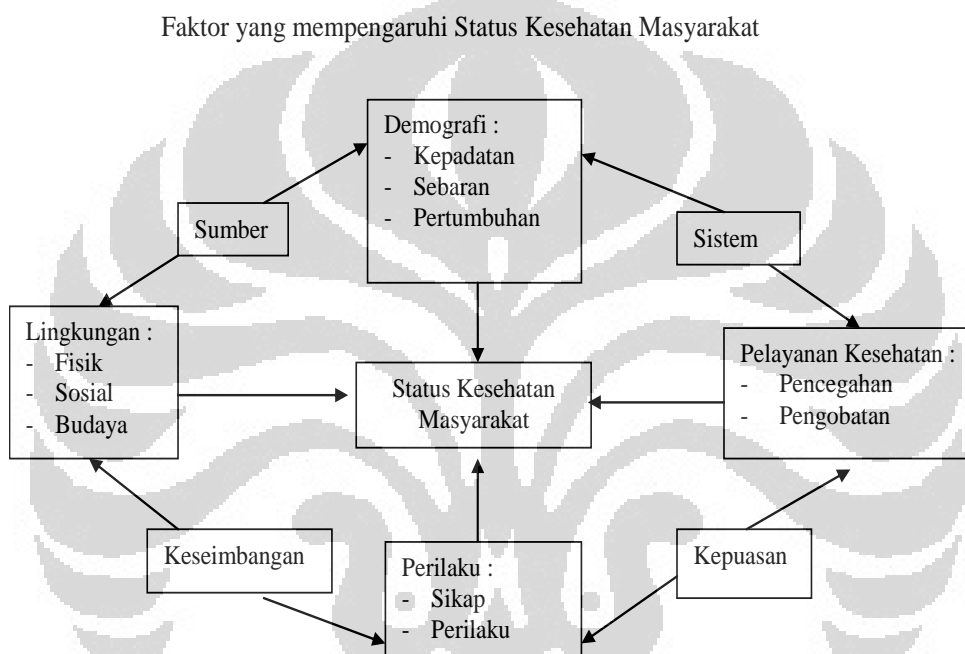 Faktor yang mempengaruhi Status Kesehatan Masyarakat
Demografi :
- Kepadatan
- Sebaran
- Pertumbuhan
Sumber
Sistem
Lingkungan :
- Fisik
- Sosial
- Budaya
Status Kesehatan
Masyarakat
Pelayanan Kesehatan :
- Pencegahan
- Pengobatan
Keseimbangan
Perilaku :
- Sikap
- Perilaku
Kepuasan